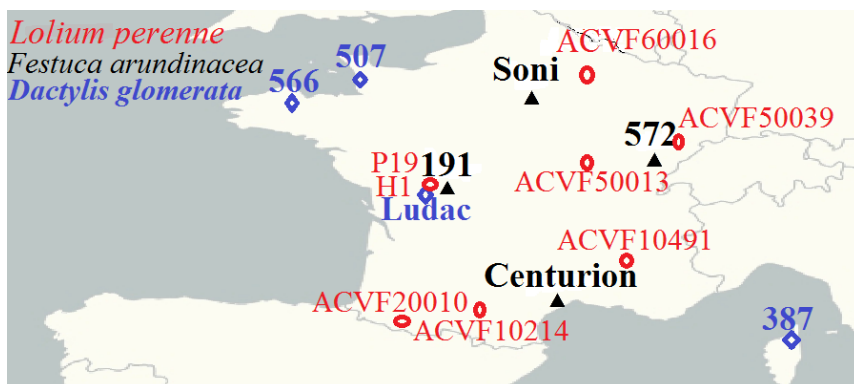 Lolium perenne
Festuca arundinacea
Dactylis glomerata
507
566
Soni
ACVF60016
ACVF50039
572
P19
191
H1
ACVF50013
Ludac
ACVF10491
Centurion
ACVF20010
ACVF10214
387